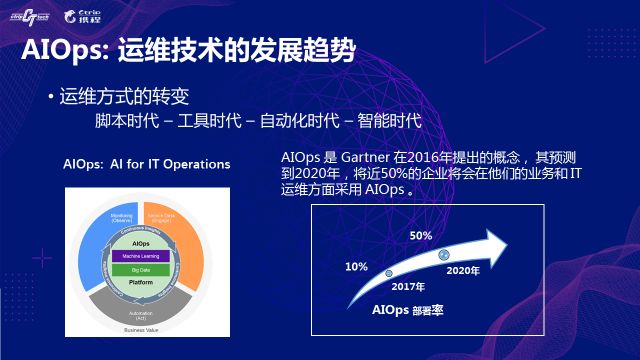 Ctrip tech
Ctrip
携程
AIOps: 运维技术的发展趋势
• 运维方式的转变
脚本时代 – 工具时代 – 自动化时代 – 智能时代
AIOps: AI for IT Operations
AIOps 是 Gartner 在2016年提出的概念，其预测
到2020年，将近50%的企业将会在他们的业务和 IT
运维方面采用 AIOps 。
Monitoring
(Observe)
Service Desk
(Engage)
Continuous Insights
AIOps
Machine Learning
Big Data
Platform
Automation
(Act)
Business Value
50%
10%
2020年
2017年
AIOps 部署率